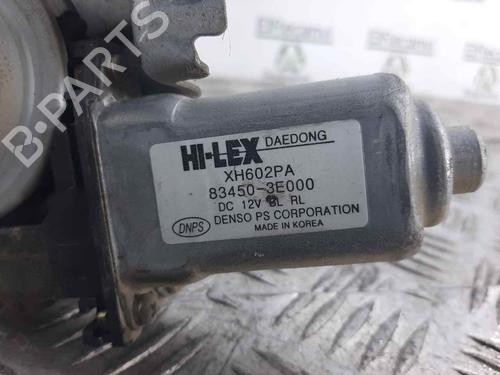 B-PARTS
HI-LEX DAEDONG
XH602PA
83450-3E000
DC 12V RL
DNPS
DENSO PS CORPORATION
MADE IN KOREA